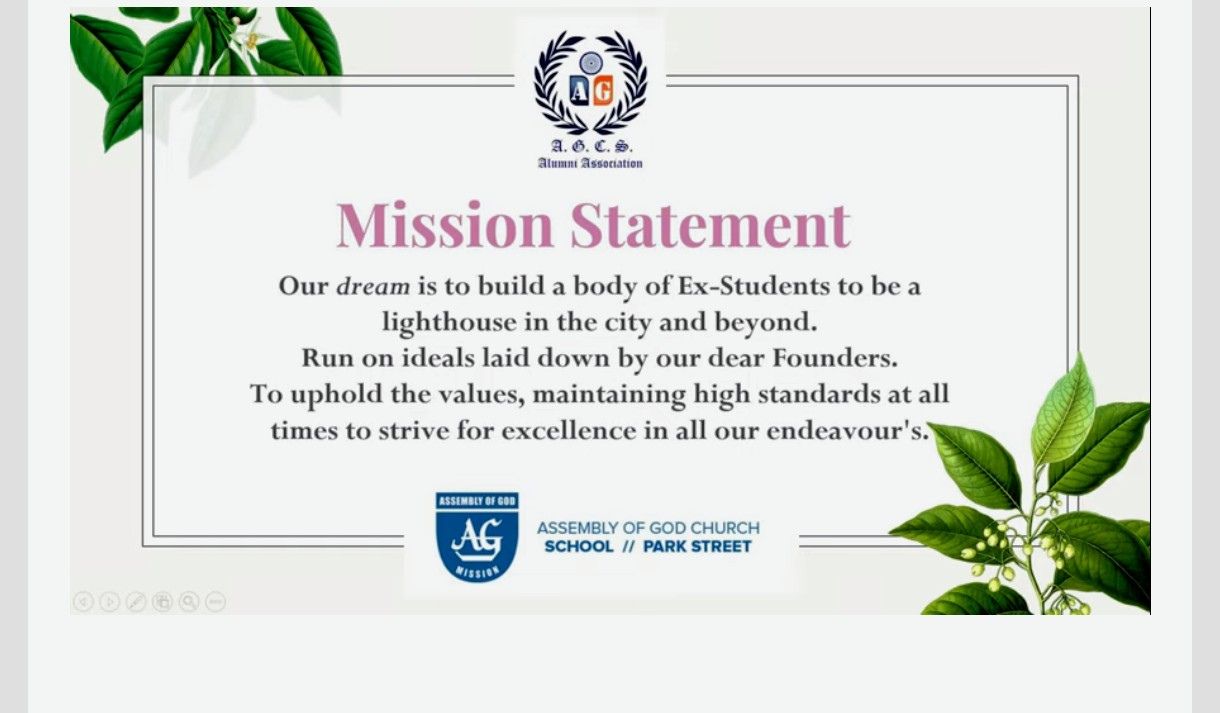 A G
A. G. C. S.
Alumni Association
Mission Statement
Our dream is to build a body of Ex-Students to be a
lighthouse in the city and beyond.
Run on ideals laid down by our dear Founders.
To uphold the values, maintaining high standards at all
times to strive for excellence in all our endeavour's.
ASSEMBLY OF GOD
AG
MISSION
ASSEMBLY OF GOD CHURCH
SCHOOL // PARK STREET